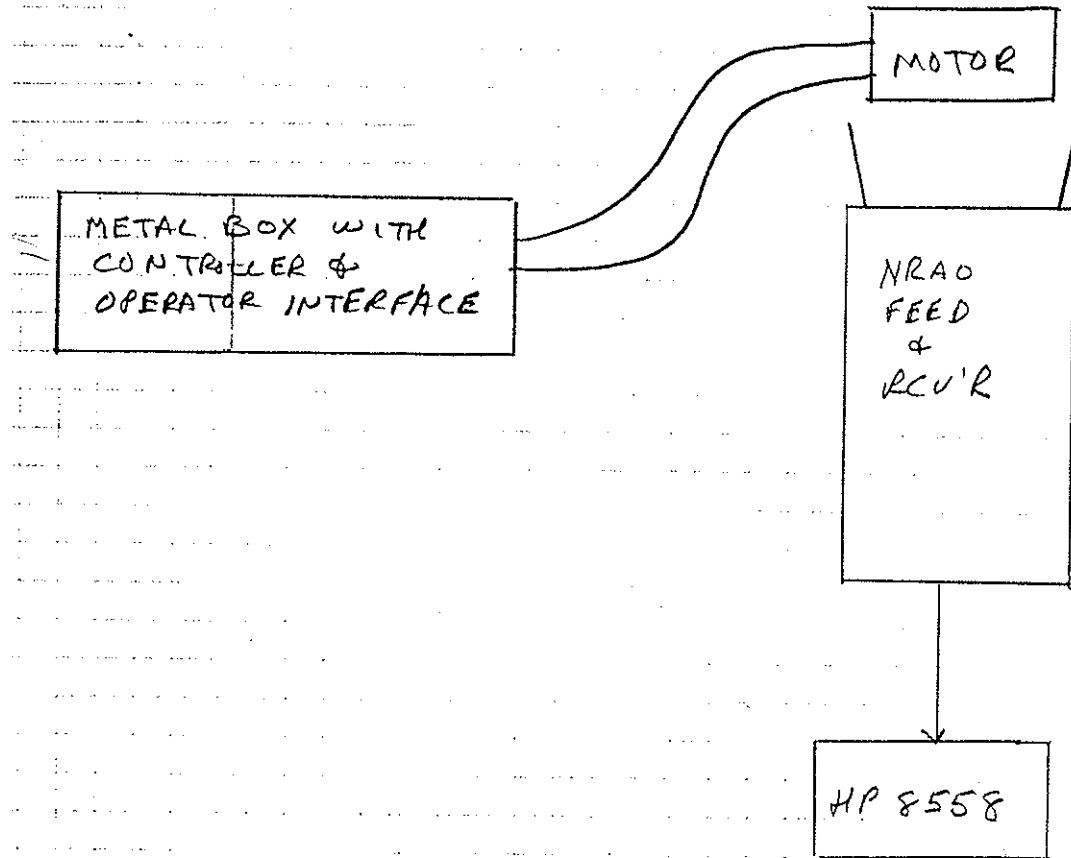 MOTOR
METAL BOX WITH
CONTROLLER &
OPERATOR INTERFACE
NRAO
FEED
&
RCV'R
HP 8558